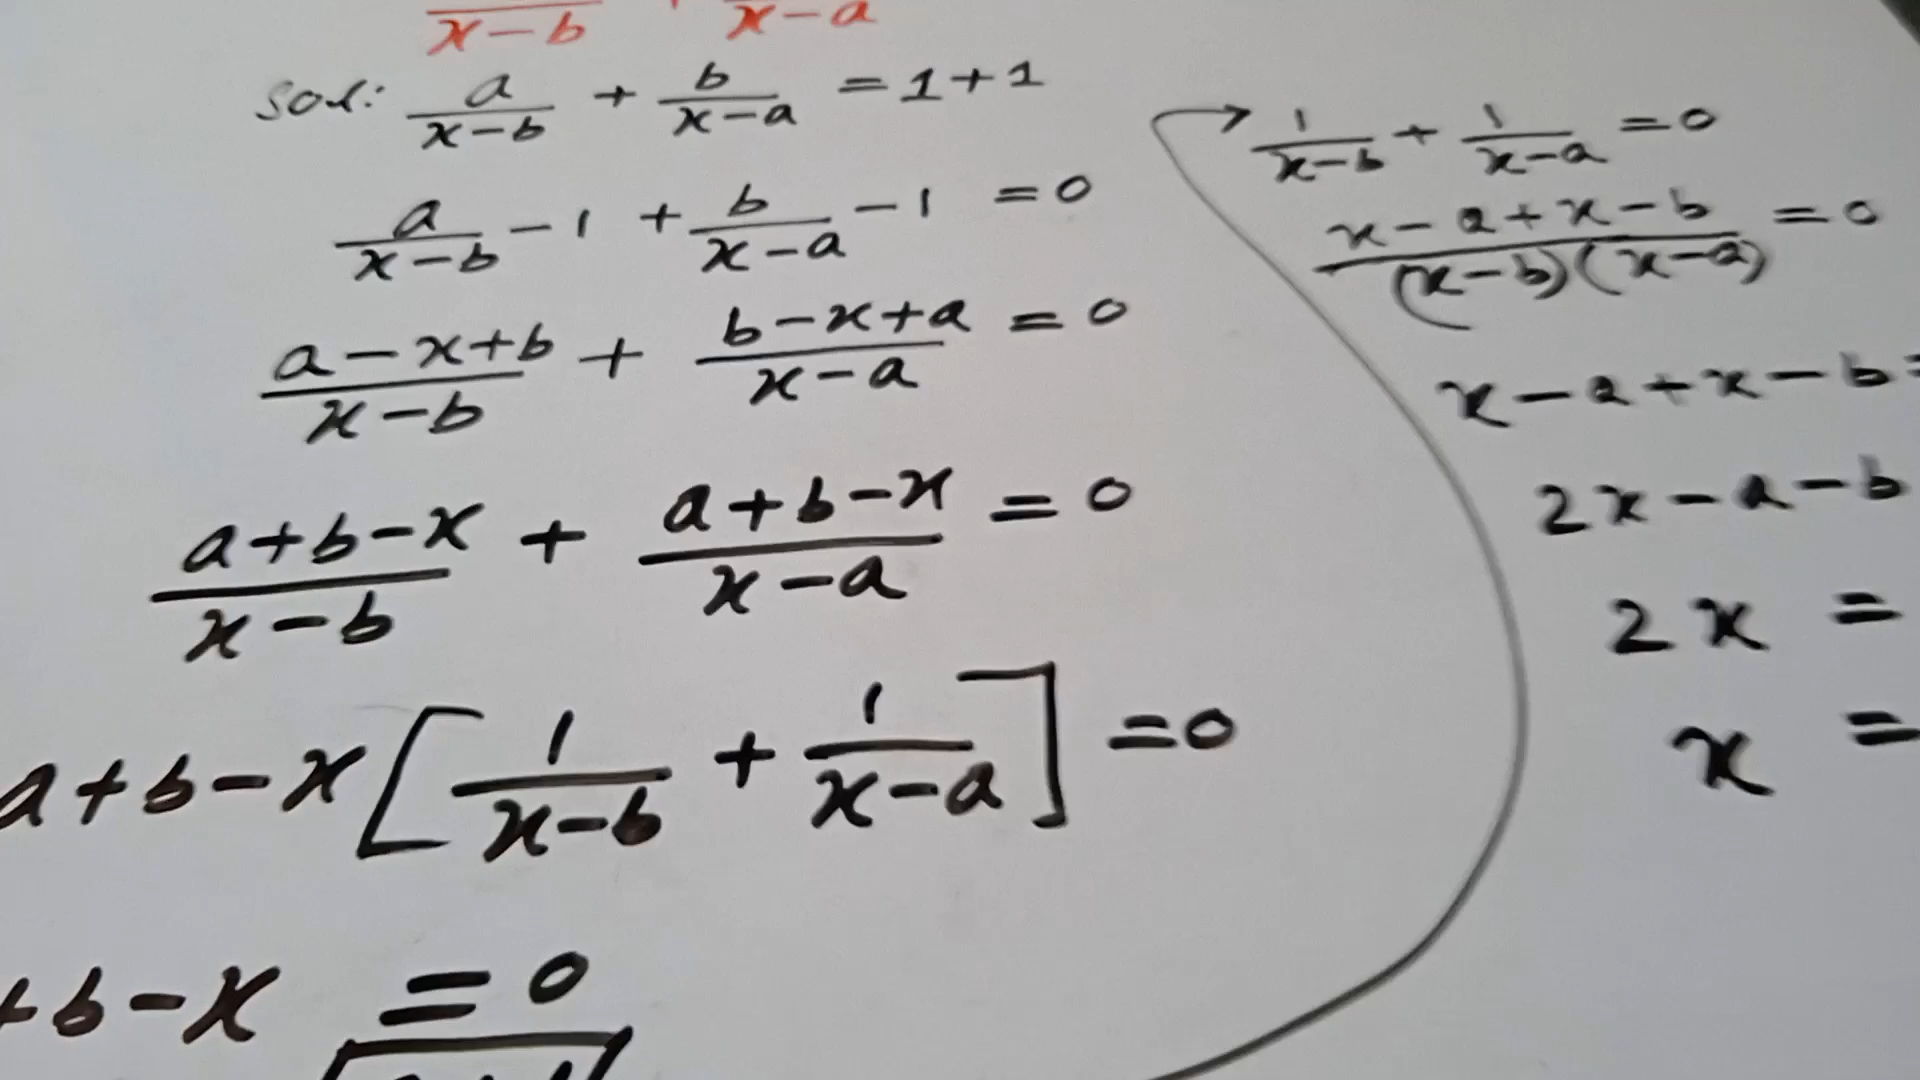 x-b x-a
Sol: a/(x-b) + b/(x-a) = 1+1
a/(x-b) - 1 + b/(x-a) - 1 = 0
(a-x+b)/(x-b) + (b-x+a)/(x-a) = 0
(a+b-x)/(x-b) + (a+b-x)/(x-a) = 0
a+b-x[1/(x-b) + 1/(x-a)] = 0
+b-x = 0
1/(x-b) + 1/(x-a) = 0
(x-a+x-b)/((x-b)(x-a)) = 0
x-a+x-b=
2x-a-b
2x =
x =